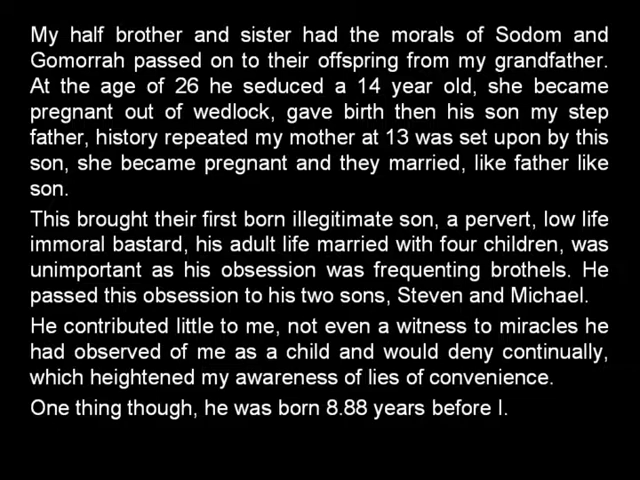 My half brother and sister had the morals of Sodom and
Gomorrah passed on to their offspring from my grandfather.
At the age of 26 he seduced a 14 year old, she became
pregnant out of wedlock, gave birth then his son my step
father, history repeated my mother at 13 was set upon by this
son, she became pregnant and they married, like father like
son.
This brought their first born illegitimate son, a pervert, low life
immoral bastard, his adult life married with four children, was
unimportant as his obsession was frequenting brothels. He
passed this obsession to his two sons, Steven and Michael.
He contributed little to me, not even a witness to miracles he
had observed of me as a child and would deny continually,
which heightened my awareness of lies of convenience.
One thing though, he was born 8.88 years before I.